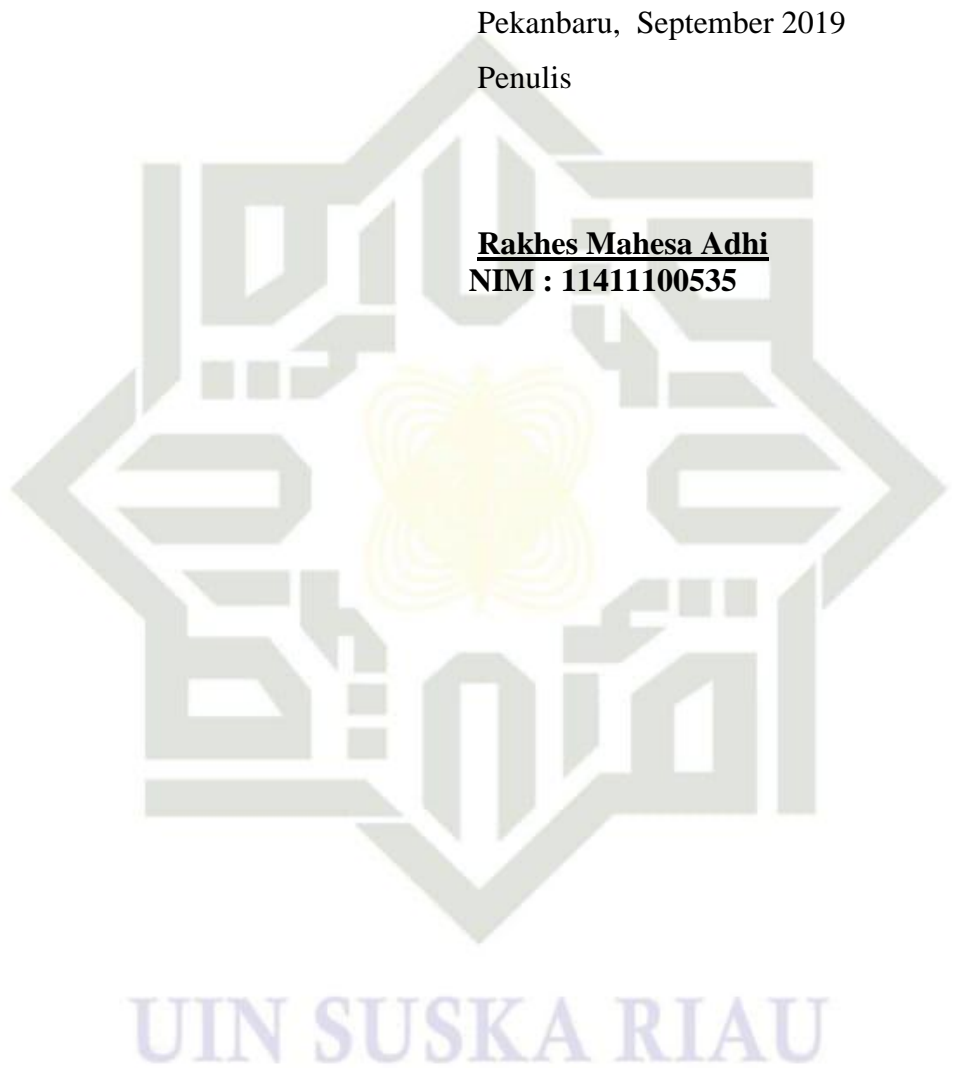 Pekanbaru,  September 2019
Penulis
Rakhes Mahesa Adhi
NIM : 11411100535
UIN SUSKA RIAU